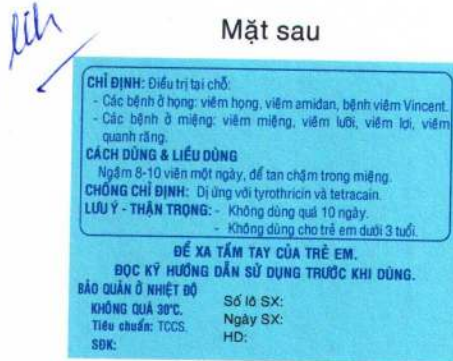 Mặt sau
CHỈ ĐỊNH: Điều trị tại chỗ:
- Các bệnh ở họng: viêm họng, viêm amidan, bệnh viêm Vincent.
- Các bệnh ở miệng: viêm miệng, viêm lưỡi, viêm lợi, viêm
quanh răng.
CÁCH DÙNG & LIỀU DÙNG
Ngậm 8-10 viên một ngày, để tan chậm trong miệng.
CHỐNG CHỈ ĐỊNH: Dị ứng với tyrothricin và tetracain.
LƯU Ý - THẬN TRỌNG: - Không dùng quá 10 ngày.
- Không dùng cho trẻ em dưới 3 tuổi.
ĐỂ XA TẦM TAY CỦA TRẺ EM.
ĐỌC KỸ HƯỚNG DẪN SỬ DỤNG TRƯỚC KHI DÙNG.
BẢO QUẢN Ở NHIỆT ĐỘ
KHÔNG QUÁ 30°C.
Tiêu chuẩn: TCCS.
SĐK:
Số lô SX:
Ngày SX:
HD: